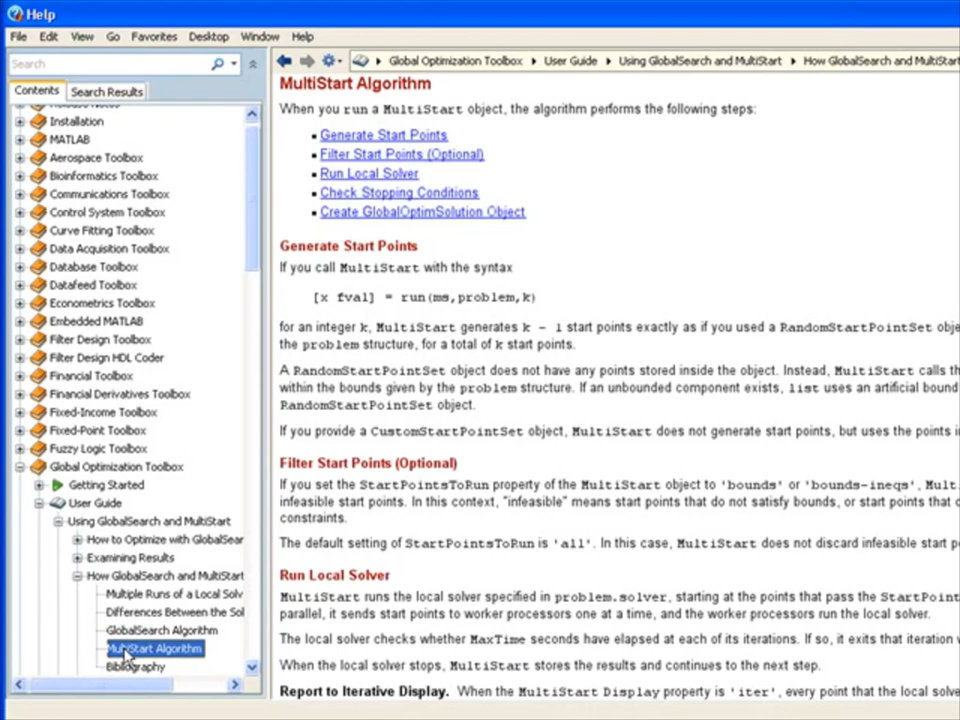 Help
File Edit View Go Favorites Desktop Window Help
Search
Global Optimization Toolbox User Guide Using GlobalSearch and MultiStart How GlobalSearch and MultiStart
Contents Search Results
Release Notes
Installation
MATLAB
Aerospace Toolbox
Bioinformatics Toolbox
Communications Toolbox
Control System Toolbox
Curve Fitting Toolbox
Data Acquisition Toolbox
Database Toolbox
Datafeed Toolbox
Econometrics Toolbox
Embedded MATLAB
Filter Design Toolbox
Filter Design HDL Coder
Financial Toolbox
Financial Derivatives Toolbox
Fixed-Income Toolbox
Fixed-Point Toolbox
Fuzzy Logic Toolbox
Global Optimization Toolbox
Getting Started
User Guide
Using GlobalSearch and MultiStart
How to Optimize with GlobalSear
Examining Results
How GlobalSearch and MultiStart
Multiple Runs of a Local Solv
Differences Between the Sol
GlobalSearch Algorithm
MultiStart Algorithm
Bibliography
MultiStart Algorithm
When you run a MultiStart object, the algorithm performs the following steps:
Generate Start Points
Filter Start Points (Optional)
Run Local Solver
Check Stopping Conditions
Create GlobalOptimSolution Object
Generate Start Points
If you call MultiStart with the syntax
[x fval] = run(ms,problem,k)
for an integer k, MultiStart generates k - 1 start points exactly as if you used a RandomStartPointSet obje
the problem structure, for a total of k start points.
A RandomStartPointSet object does not have any points stored inside the object. Instead, MultiStart calls th
within the bounds given by the problem structure. If an unbounded component exists, list uses an artificial bound
RandomStartPointSet object.
If you provide a CustomStartPointSet object, MultiStart does not generate start points, but uses the points i
Filter Start Points (Optional)
If you set the StartPointsToRun property of the MultiStart object to 'bounds' or 'bounds-ineqs', Mult
infeasible start points. In this context, "infeasible" means start points that do not satisfy bounds, or start points that d
constraints.
The default setting of StartPointsToRun is 'all'. In this case, MultiStart does not discard infeasible start p
Run Local Solver
MultiStart runs the local solver specified in problem.solver, starting at the points that pass the StartPoint
parallel, it sends start points to worker processors one at a time, and the worker processors run the local solver.
The local solver checks whether MaxTime seconds have elapsed at each of its iterations. If so, it exits that iteration w
When the local solver stops, MultiStart stores the results and continues to the next step.
Report to Iterative Display. When the MultiStart Display property is 'iter', every point that the local solve